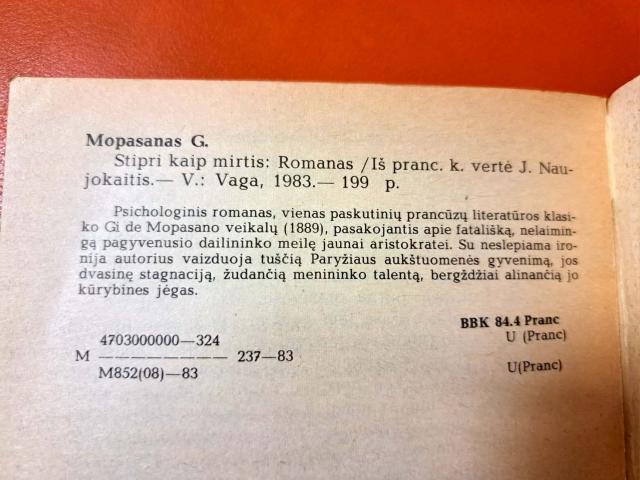 Mopasanas G.
Stipri kaip mirtis: Romanas /Iš pranc. k. vertė J. Nau-
jokaitis.— V.: Vaga, 1983.— 199 p.
Psichologinis romanas, vienas paskutinių prancūzų literatūros klasi-
ko Gi de Mopasano veikalų (1889), pasakojantis apie fatališką, nelaimin-
gą pagyvenusio dailininko meilę jaunai aristokratei. Su neslepiama iro-
nija autorius vaizduoja tuščią Paryžiaus aukštuomenės gyvenimą, jos
dvasinę stagnaciją, žudančią menininko talentą, bergždžiai alinančią jo
kūrybines jėgas.
BBK 84.4 Pranc
4703000000—324 U (Pranc)
M — — — — — — — — 237—83
M852(08)—83 U(Pranc)